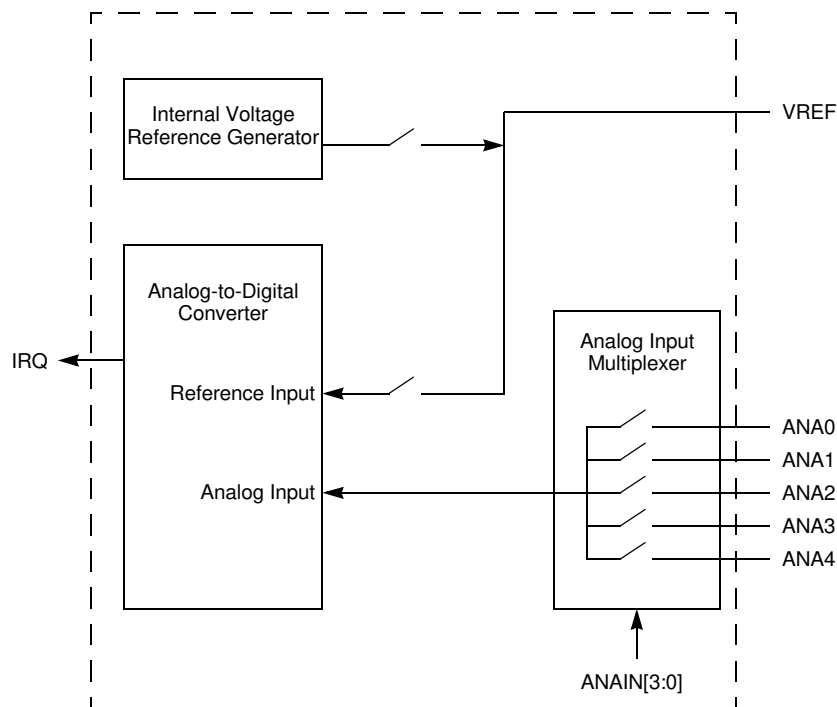 Internal Voltage
Reference Generator
VREF
Analog-to-Digital
Converter
IRQ
Reference Input
Analog Input
Analog Input
Multiplexer
ANA0
ANA1
ANA2
ANA3
ANA4
ANAIN[3:0]